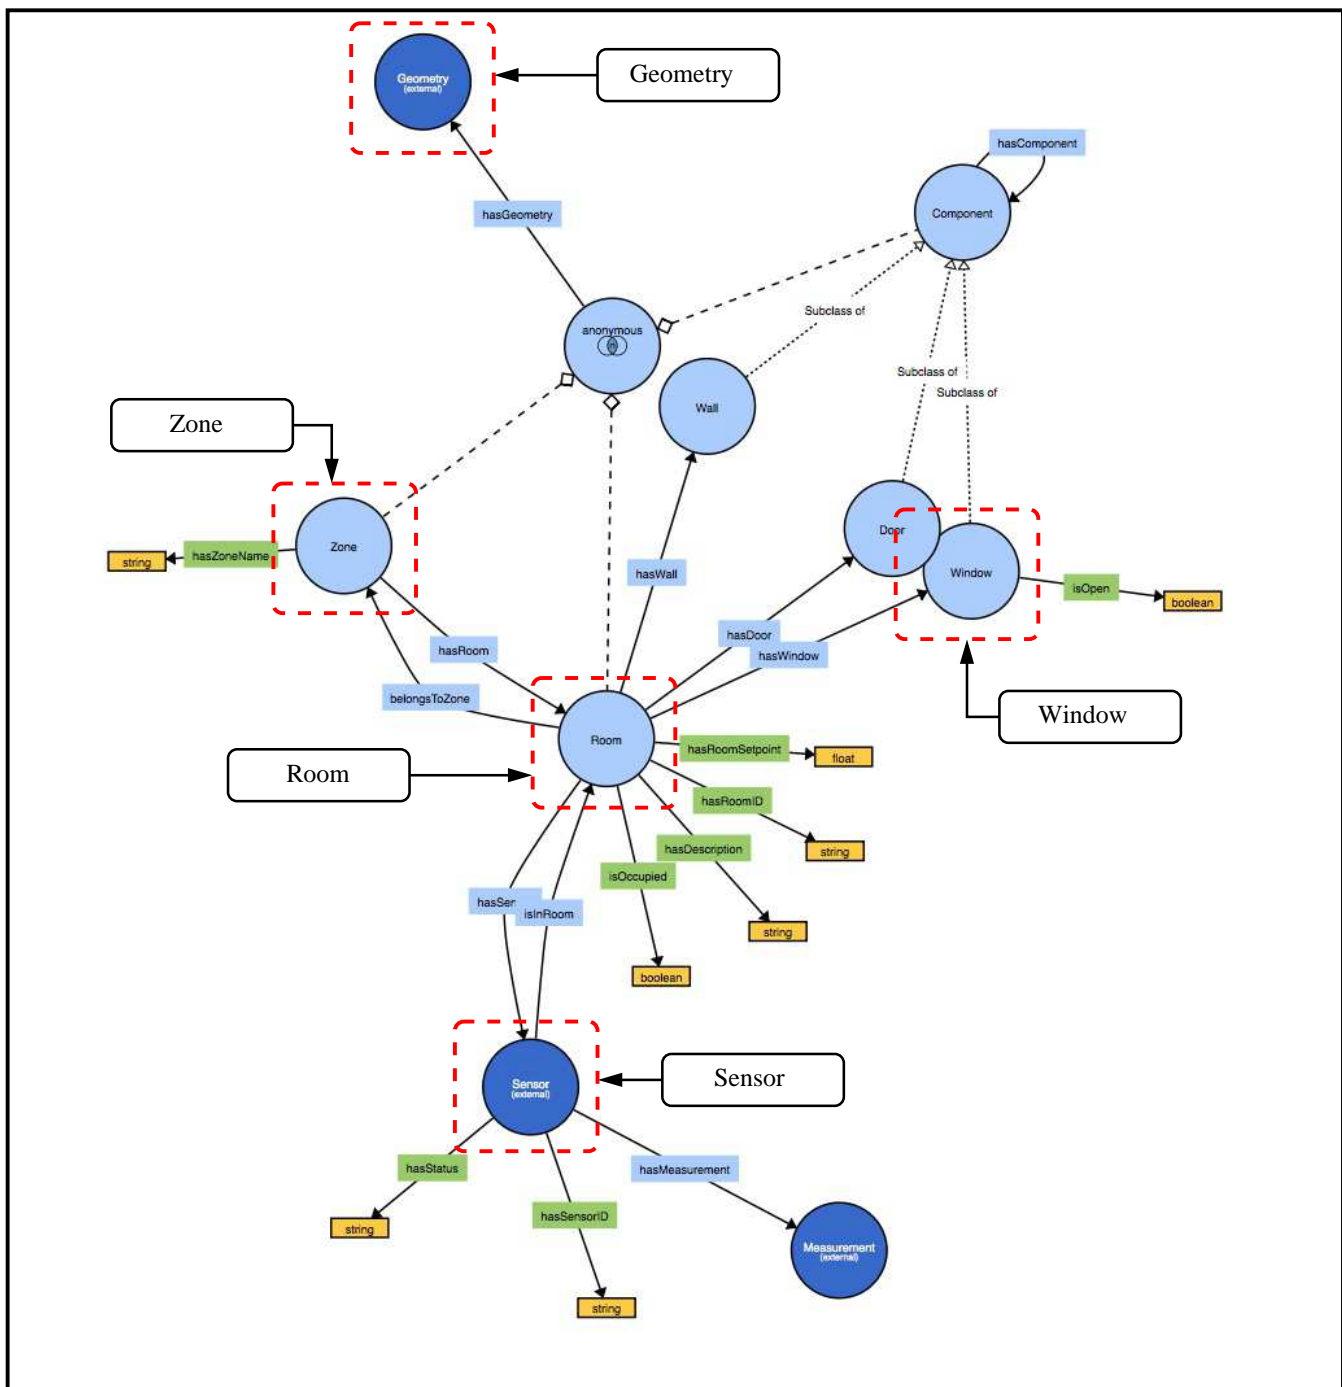 Geometry
(external)
Geometry
hasComponent
Component
hasGeometry
Subclass of
anonymous
Subclass of
Subclass of
Wall
Zone
Zone
Door
Window
hasZoneName
string
hasWall
isOpen
boolean
hasDoor
hasRoom
hasWindow
belongsToZone
Window
Room
hasRoomSetpoint
float
Room
hasRoomID
hasDescription
string
isOccupied
isInRoom
string
boolean
Sensor
(external)
Sensor
hasStatus
hasMeasurement
hasSensorID
string
Measurement
(external)
string